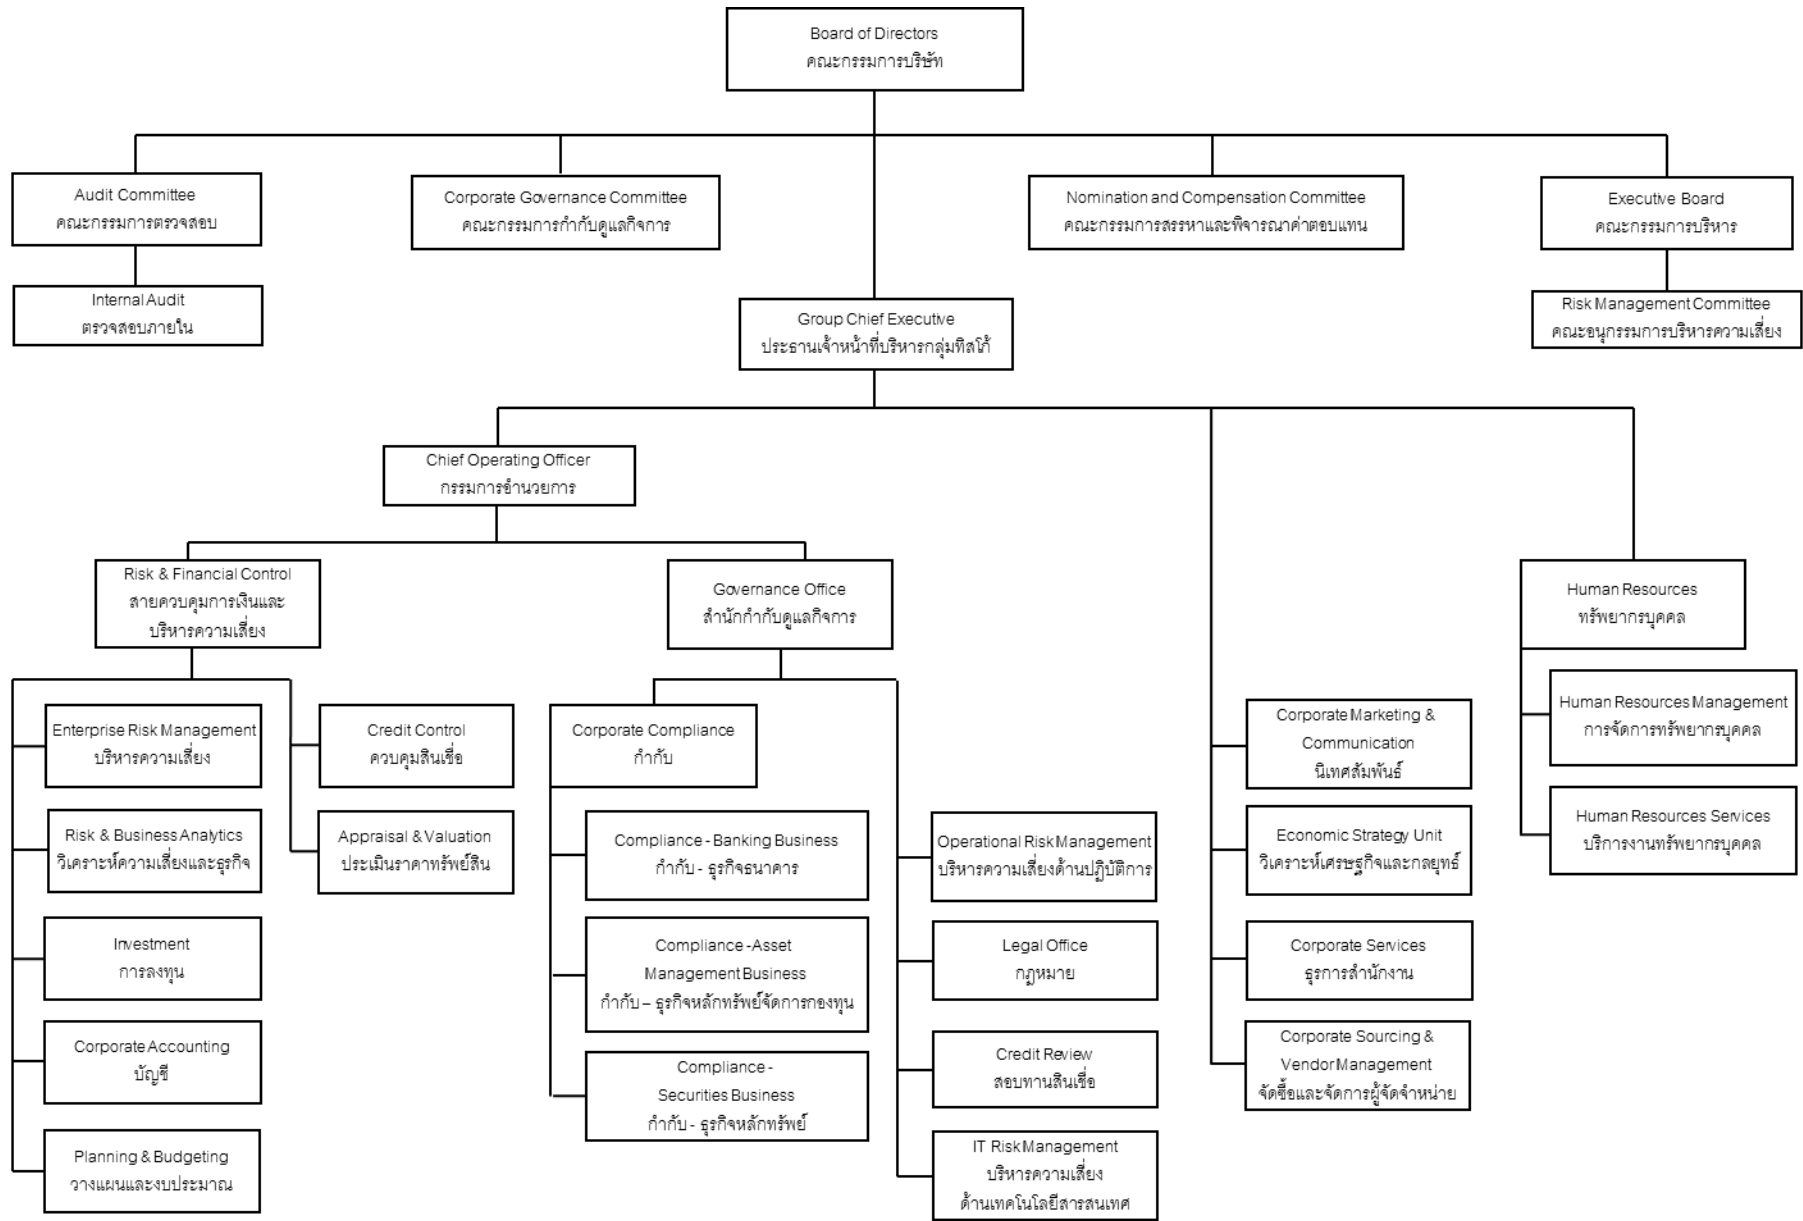 Board of Directors
คณะกรรมการบริษัท
Audit Committee
คณะกรรมการตรวจสอบ
Corporate Governance Committee
คณะกรรมการกำกับดูแลกิจการ
Nomination and Compensation Committee
คณะกรรมการสรรหาและพิจารณาค่าตอบแทน
Executive Board
คณะกรรมการบริหาร
Internal Audit
ตรวจสอบภายใน
Group Chief Executive
ประธานเจ้าหน้าที่บริหารกลุ่มทิสโก้
Risk Management Committee
คณะอนุกรรมการบริหารความเสี่ยง
Chief Operating Officer
กรรมการอำนวยการ
Risk & Financial Control
สายควบคุมการเงินและ
บริหารความเสี่ยง
Governance Office
สำนักกำกับดูแลกิจการ
Human Resources
ทรัพยากรบุคคล
Enterprise Risk Management
บริหารความเสี่ยง
Risk & Business Analytics
วิเคราะห์ความเสี่ยงและธุรกิจ
Investment
การลงทุน
Corporate Accounting
บัญชี
Planning & Budgeting
วางแผนและงบประมาณ
Credit Control
ควบคุมสินเชื่อ
Appraisal & Valuation
ประเมินราคาทรัพย์สิน
Corporate Compliance
กำกับ
Compliance - Banking Business
กำกับ - ธุรกิจธนาคาร
Compliance - Asset
Management Business
กำกับ – ธุรกิจหลักทรัพย์จัดการกองทุน
Compliance -
Securities Business
กำกับ - ธุรกิจหลักทรัพย์
Operational Risk Management
บริหารความเสี่ยงด้านปฏิบัติการ
Legal Office
กฎหมาย
Credit Review
สอบทานสินเชื่อ
IT Risk Management
บริหารความเสี่ยง
ด้านเทคโนโลยีสารสนเทศ
Corporate Marketing &
Communication
นิเทศสัมพันธ์
Economic Strategy Unit
วิเคราะห์เศรษฐกิจและกลยุทธ์
Corporate Services
ธุรการสำนักงาน
Corporate Sourcing &
Vendor Management
จัดซื้อและจัดการผู้จัดจำหน่าย
Human Resources Management
การจัดการทรัพยากรบุคคล
Human Resources Services
บริการงานทรัพยากรบุคคล